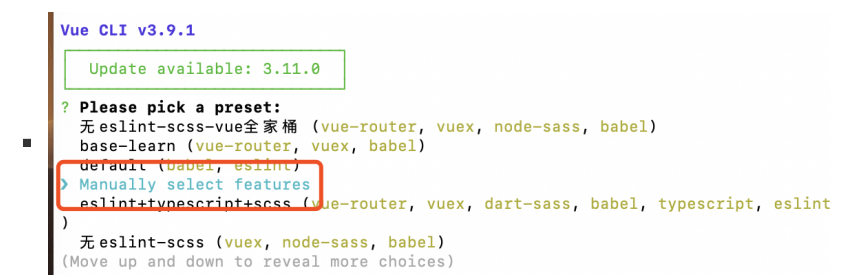 Vue CLI v3.9.1
Update available: 3.11.0
? Please pick a preset:
无eslint-scss-vue全家桶 (vue-router, vuex, node-sass, babel)
base-learn (vue-router, vuex, babel)
default (babel, eslint)
❯ Manually select features
eslint+typescript+scss (vue-router, vuex, dart-sass, babel, typescript, eslint
)
无eslint-scss (vuex, node-sass, babel)
(Move up and down to reveal more choices)